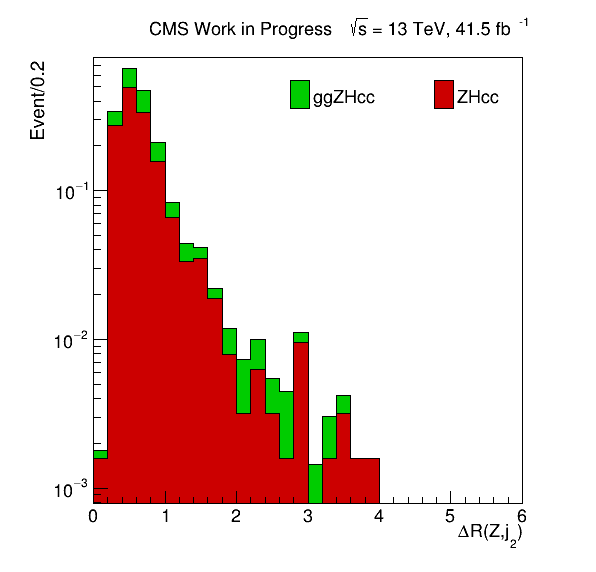 CMS Work in Progress √s = 13 TeV, 41.5 fb⁻¹
Event/0.2
ggZHcc ZHcc
10⁻¹
10⁻²
10⁻³
0 1 2 3 4 5 6
ΔR(Z,j₂)